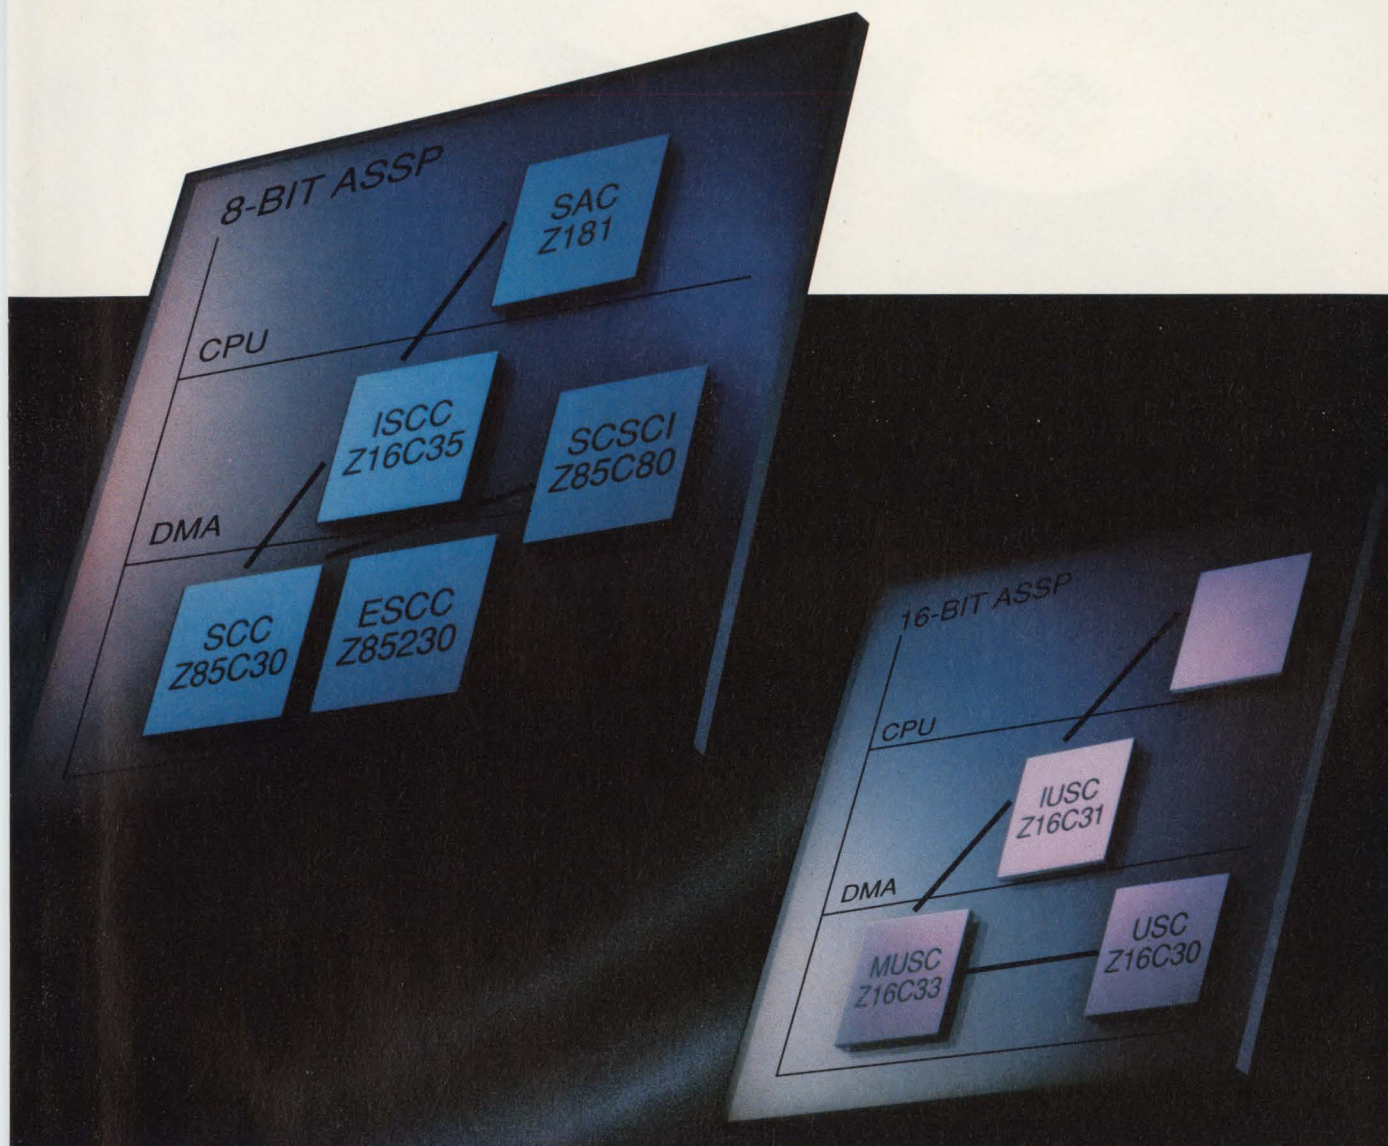 8-BIT ASSP
SAC
Z181
CPU
ISCC
Z16C35
SCSCI
Z85C80
DMA
SCC
Z85C30
ESCC
Z85230
16-BIT ASSP
CPU
IUSC
Z16C31
DMA
MUSC
Z16C33
USC
Z16C30